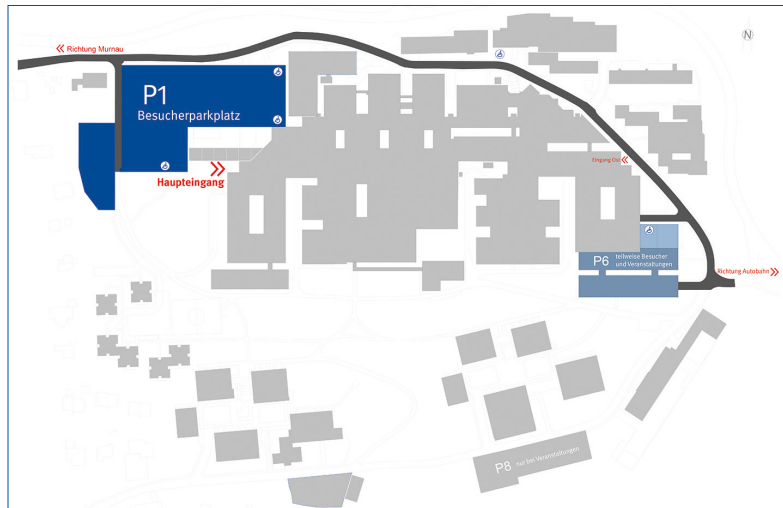 Richtung Murnau
N
P1
Besucherparkplatz
Haupteingang
Eingang Ost
P6 teilweise Besucher
und Veranstaltungen
Richtung Autobahn
P8 nur bei Veranstaltungen